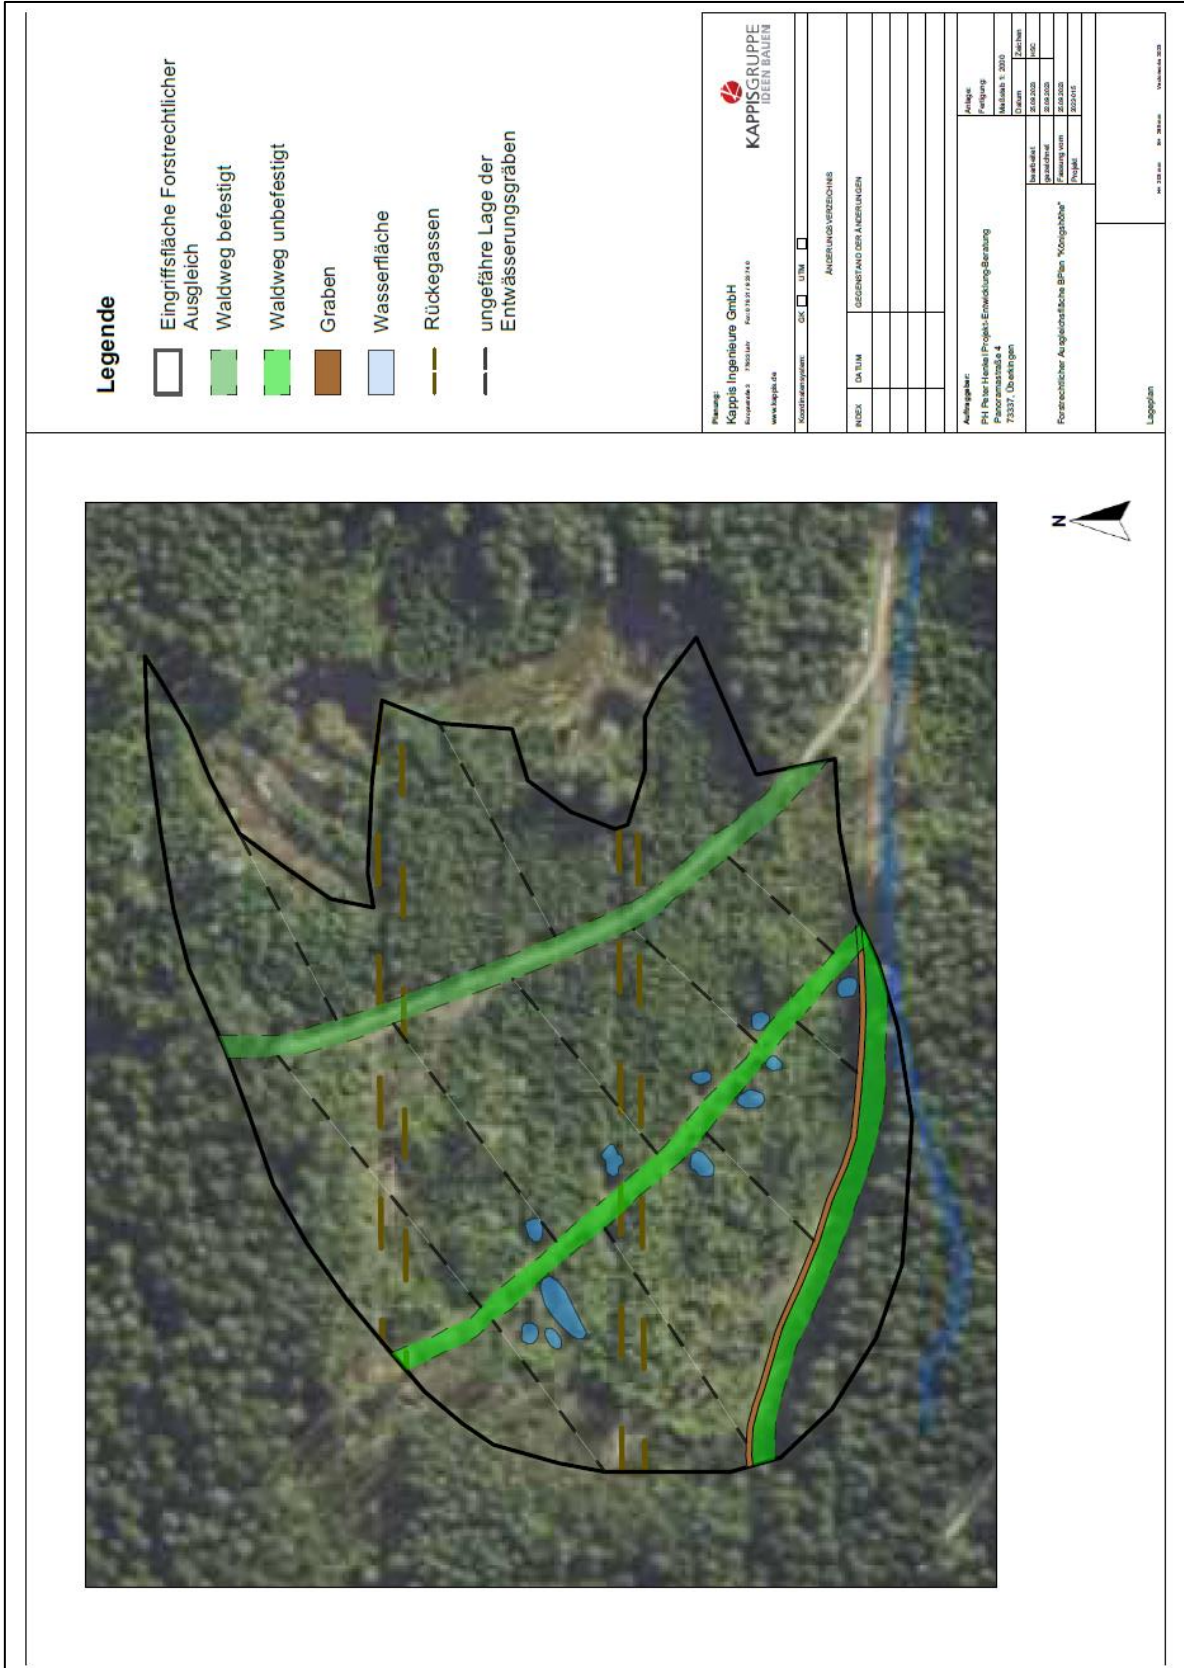 Legende
Eingriffsfläche Forstrechtlicher
Ausgleich
Waldweg befestigt
Waldweg unbefestigt
Graben
Wasserfläche
Rückegassen
ungefähre Lage der
Entwässerungsgräben
Planung:
Kappis Ingenieure GmbH
www.kappis.de
KAPPISGRUPPE
IDEEN BAUEN
Koordinatensystem: GK UTM
ÄNDERUNGSVERZEICHNIS
INDEX DATUM GEGENSTAND DER ÄNDERUNGEN
Auftraggeber:
PH Peter Henkel Projekt-Entwicklung-Beratung
Panoramastraße 4
73337, Überkingen
Anlage:
Fertigung:
Maßstab 1: 2000
Datum Zeichen
bearbeitet
gezeichnet
Fassung vom
Projekt
Forstrechtlicher Ausgleichsfläche BPlan "Königshöhe"
Lageplan
N